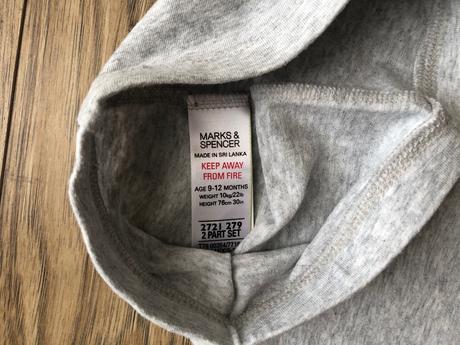 MARKS &
SPENCER
MADE IN SRI LANKA
KEEP AWAY
FROM FIRE
AGE 9-12 MONTHS
WEIGHT 10kg/22lb
HEIGHT 76cm 30in
2721 279
2 PART SET